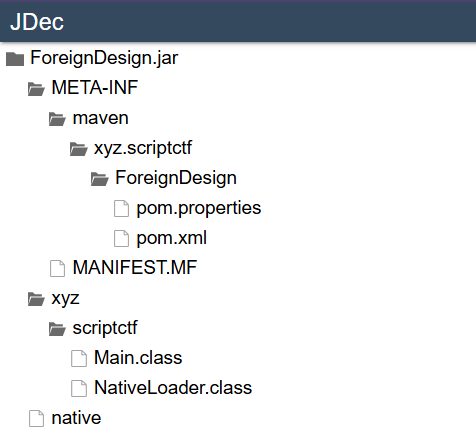 JDec
ForeignDesign.jar
META-INF
maven
xyz.scriptctf
ForeignDesign
pom.properties
pom.xml
MANIFEST.MF
xyz
scriptctf
Main.class
NativeLoader.class
native